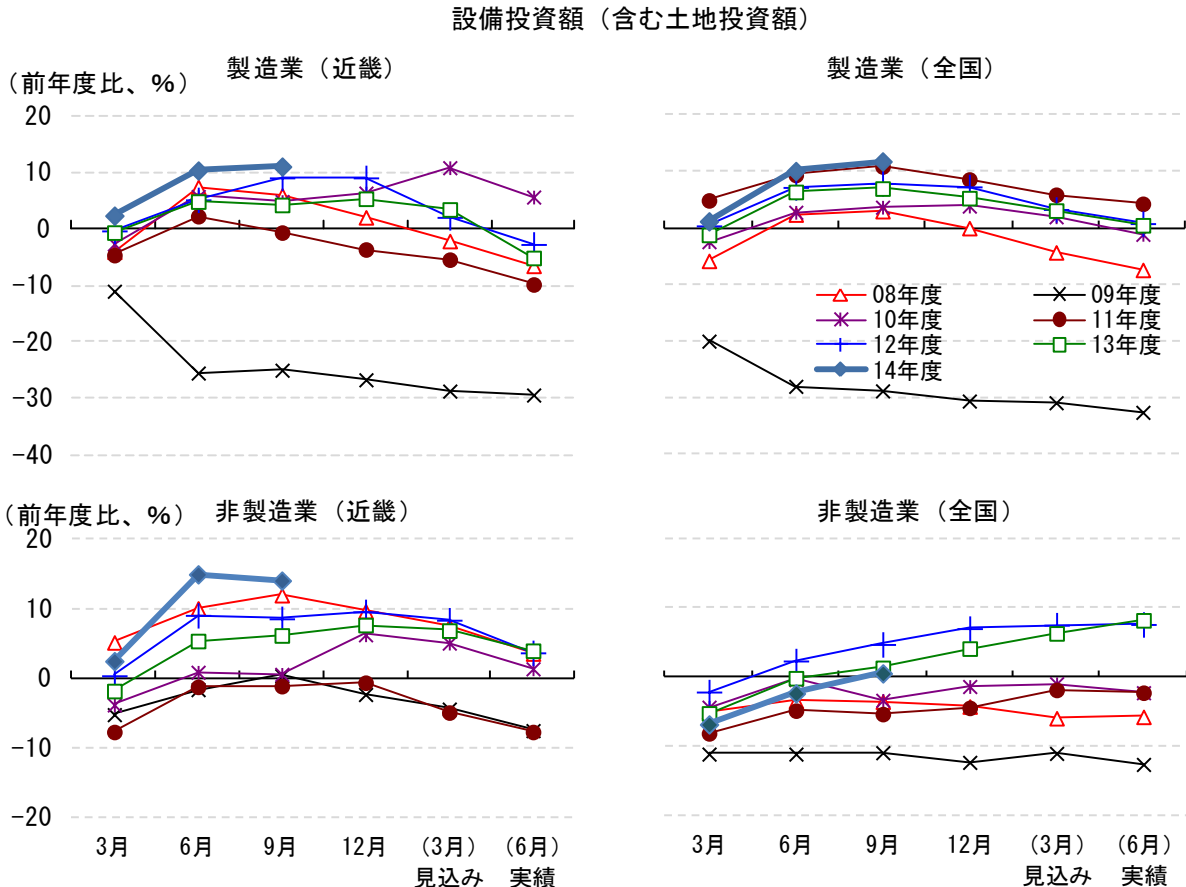 設備投資額（含む土地投資額）
製造業（近畿）
製造業（全国）
（前年度比、%）
20
10
0
-10
-20
-30
-40
08年度
09年度
10年度
11年度
12年度
13年度
14年度
（前年度比、%）
非製造業（近畿）
非製造業（全国）
20
10
0
-10
-20
3月 6月 9月 12月 （3月） （6月）
見込み 実績
3月 6月 9月 12月 （3月） （6月）
見込み 実績